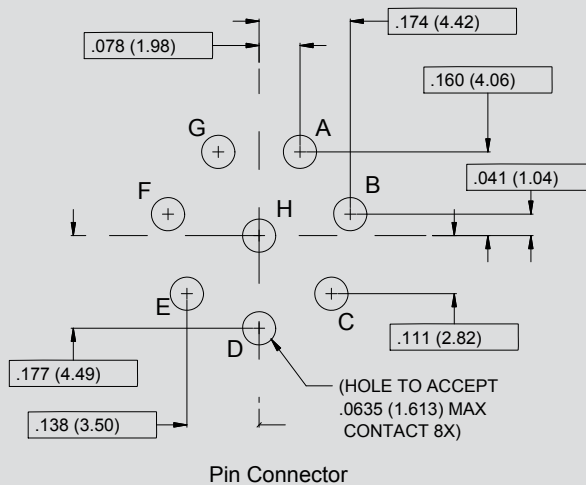 .174 (4.42)
.078 (1.98)
.160 (4.06)
G
A
.041 (1.04)
F
B
H
E
C
D
.111 (2.82)
.177 (4.49)
(HOLE TO ACCEPT
.0635 (1.613) MAX
CONTACT 8X)
.138 (3.50)
Pin Connector